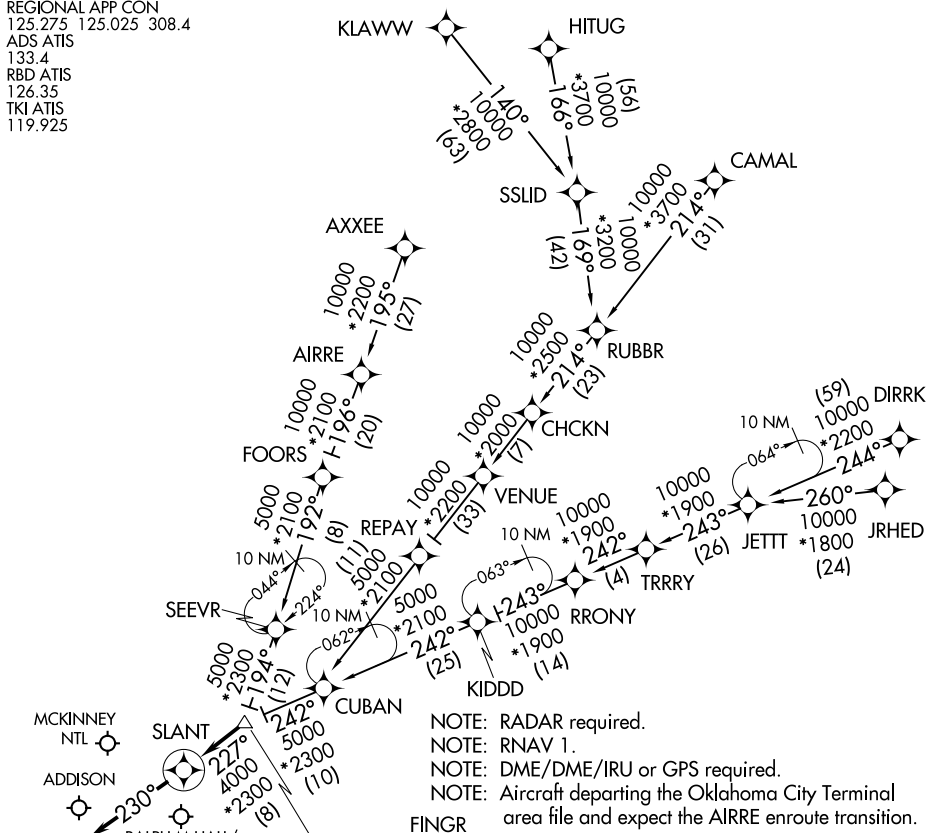 REGIONAL APP CON
125.275 125.025 308.4
ADS ATIS
133.4
RBD ATIS
126.35
TKI ATIS
119.925
KLAWW
HITUG
140°
10000
*2800
(63)
(56)
10000
*3700
166°
CAMAL
10000
*3700
214°
(31)
SSLID
10000
*3200
169°
(42)
AXXEE
10000
*2200
195°
(27)
RUBBR
10000
*2500
214°
(23)
AIRRE
10000
*2100
196°
(20)
CHCKN
10000
*2000
(7)
FOORS
VENUE
10000
*2200
(33)
5000
*2100
192°
(8)
REPAY
(11)
5000
*2100
DIRRK
(59)
10000
*2200
244°
10 NM
064°
260°
10000
*1800
(24)
JRHED
JETTT
10000
*1900
243°
(26)
TRRRY
10000
*1900
242°
(4)
RRONY
10 NM
063°
243°
10000
*1900
(14)
KIDDD
5000
*2100
242°
(25)
10 NM
062°
10 NM
044°
224°
SEEVR
5000
*2300
194°
(12)
CUBAN
242°
5000
*2300
(10)
MCKINNEY
NTL
SLANT
227°
4000
*2300
(8)
ADDISON
230°
FINGR
NOTE: RADAR required.
NOTE: RNAV 1.
NOTE: DME/DME/IRU or GPS required.
NOTE: Aircraft departing the Oklahoma City Terminal
area file and expect the AIRRE enroute transition.